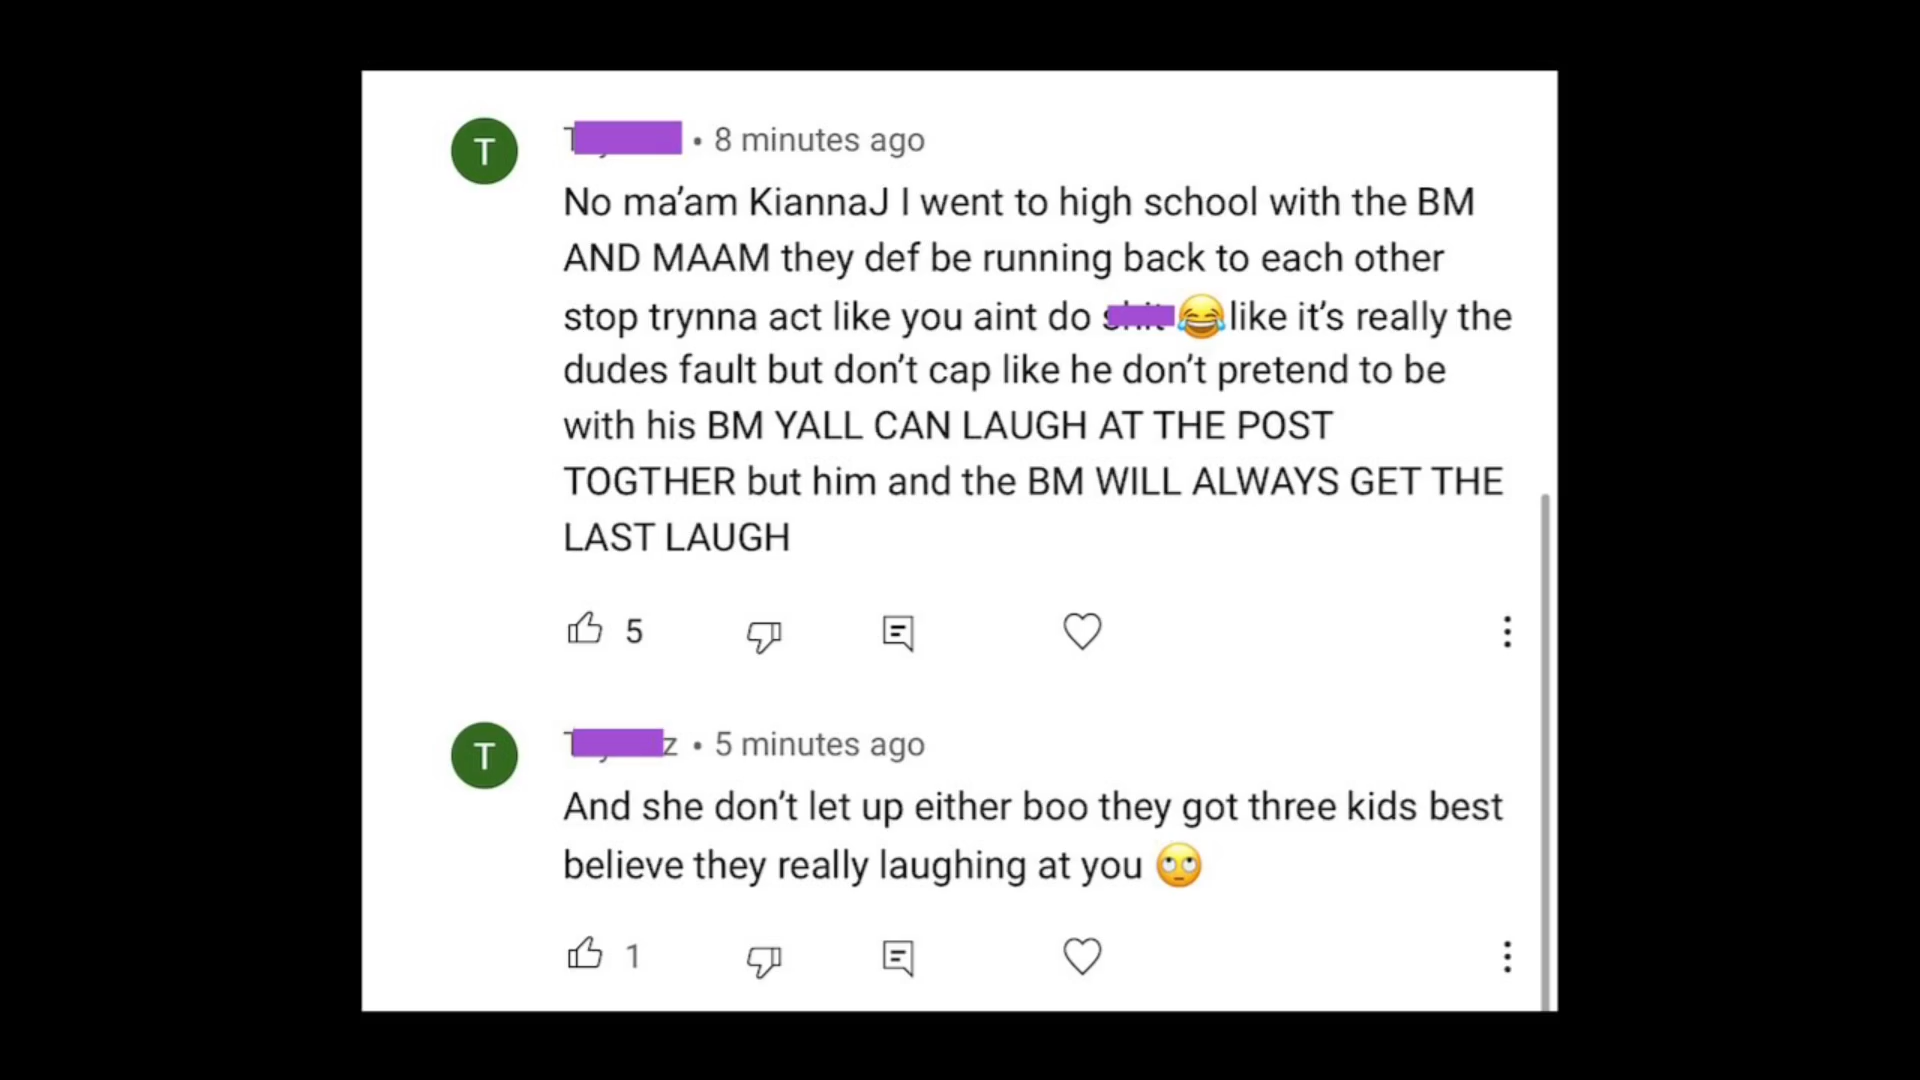 T
8 minutes ago
No ma’am KiannaJ I went to high school with the BM
AND MAAM they def be running back to each other
stop trynna act like you aint do shit😂like it’s really the
dudes fault but don’t cap like he don’t pretend to be
with his BM YALL CAN LAUGH AT THE POST
TOGTHER but him and the BM WILL ALWAYS GET THE
LAST LAUGH
5
T
z • 5 minutes ago
And she don’t let up either boo they got three kids best
believe they really laughing at you 🙄
1